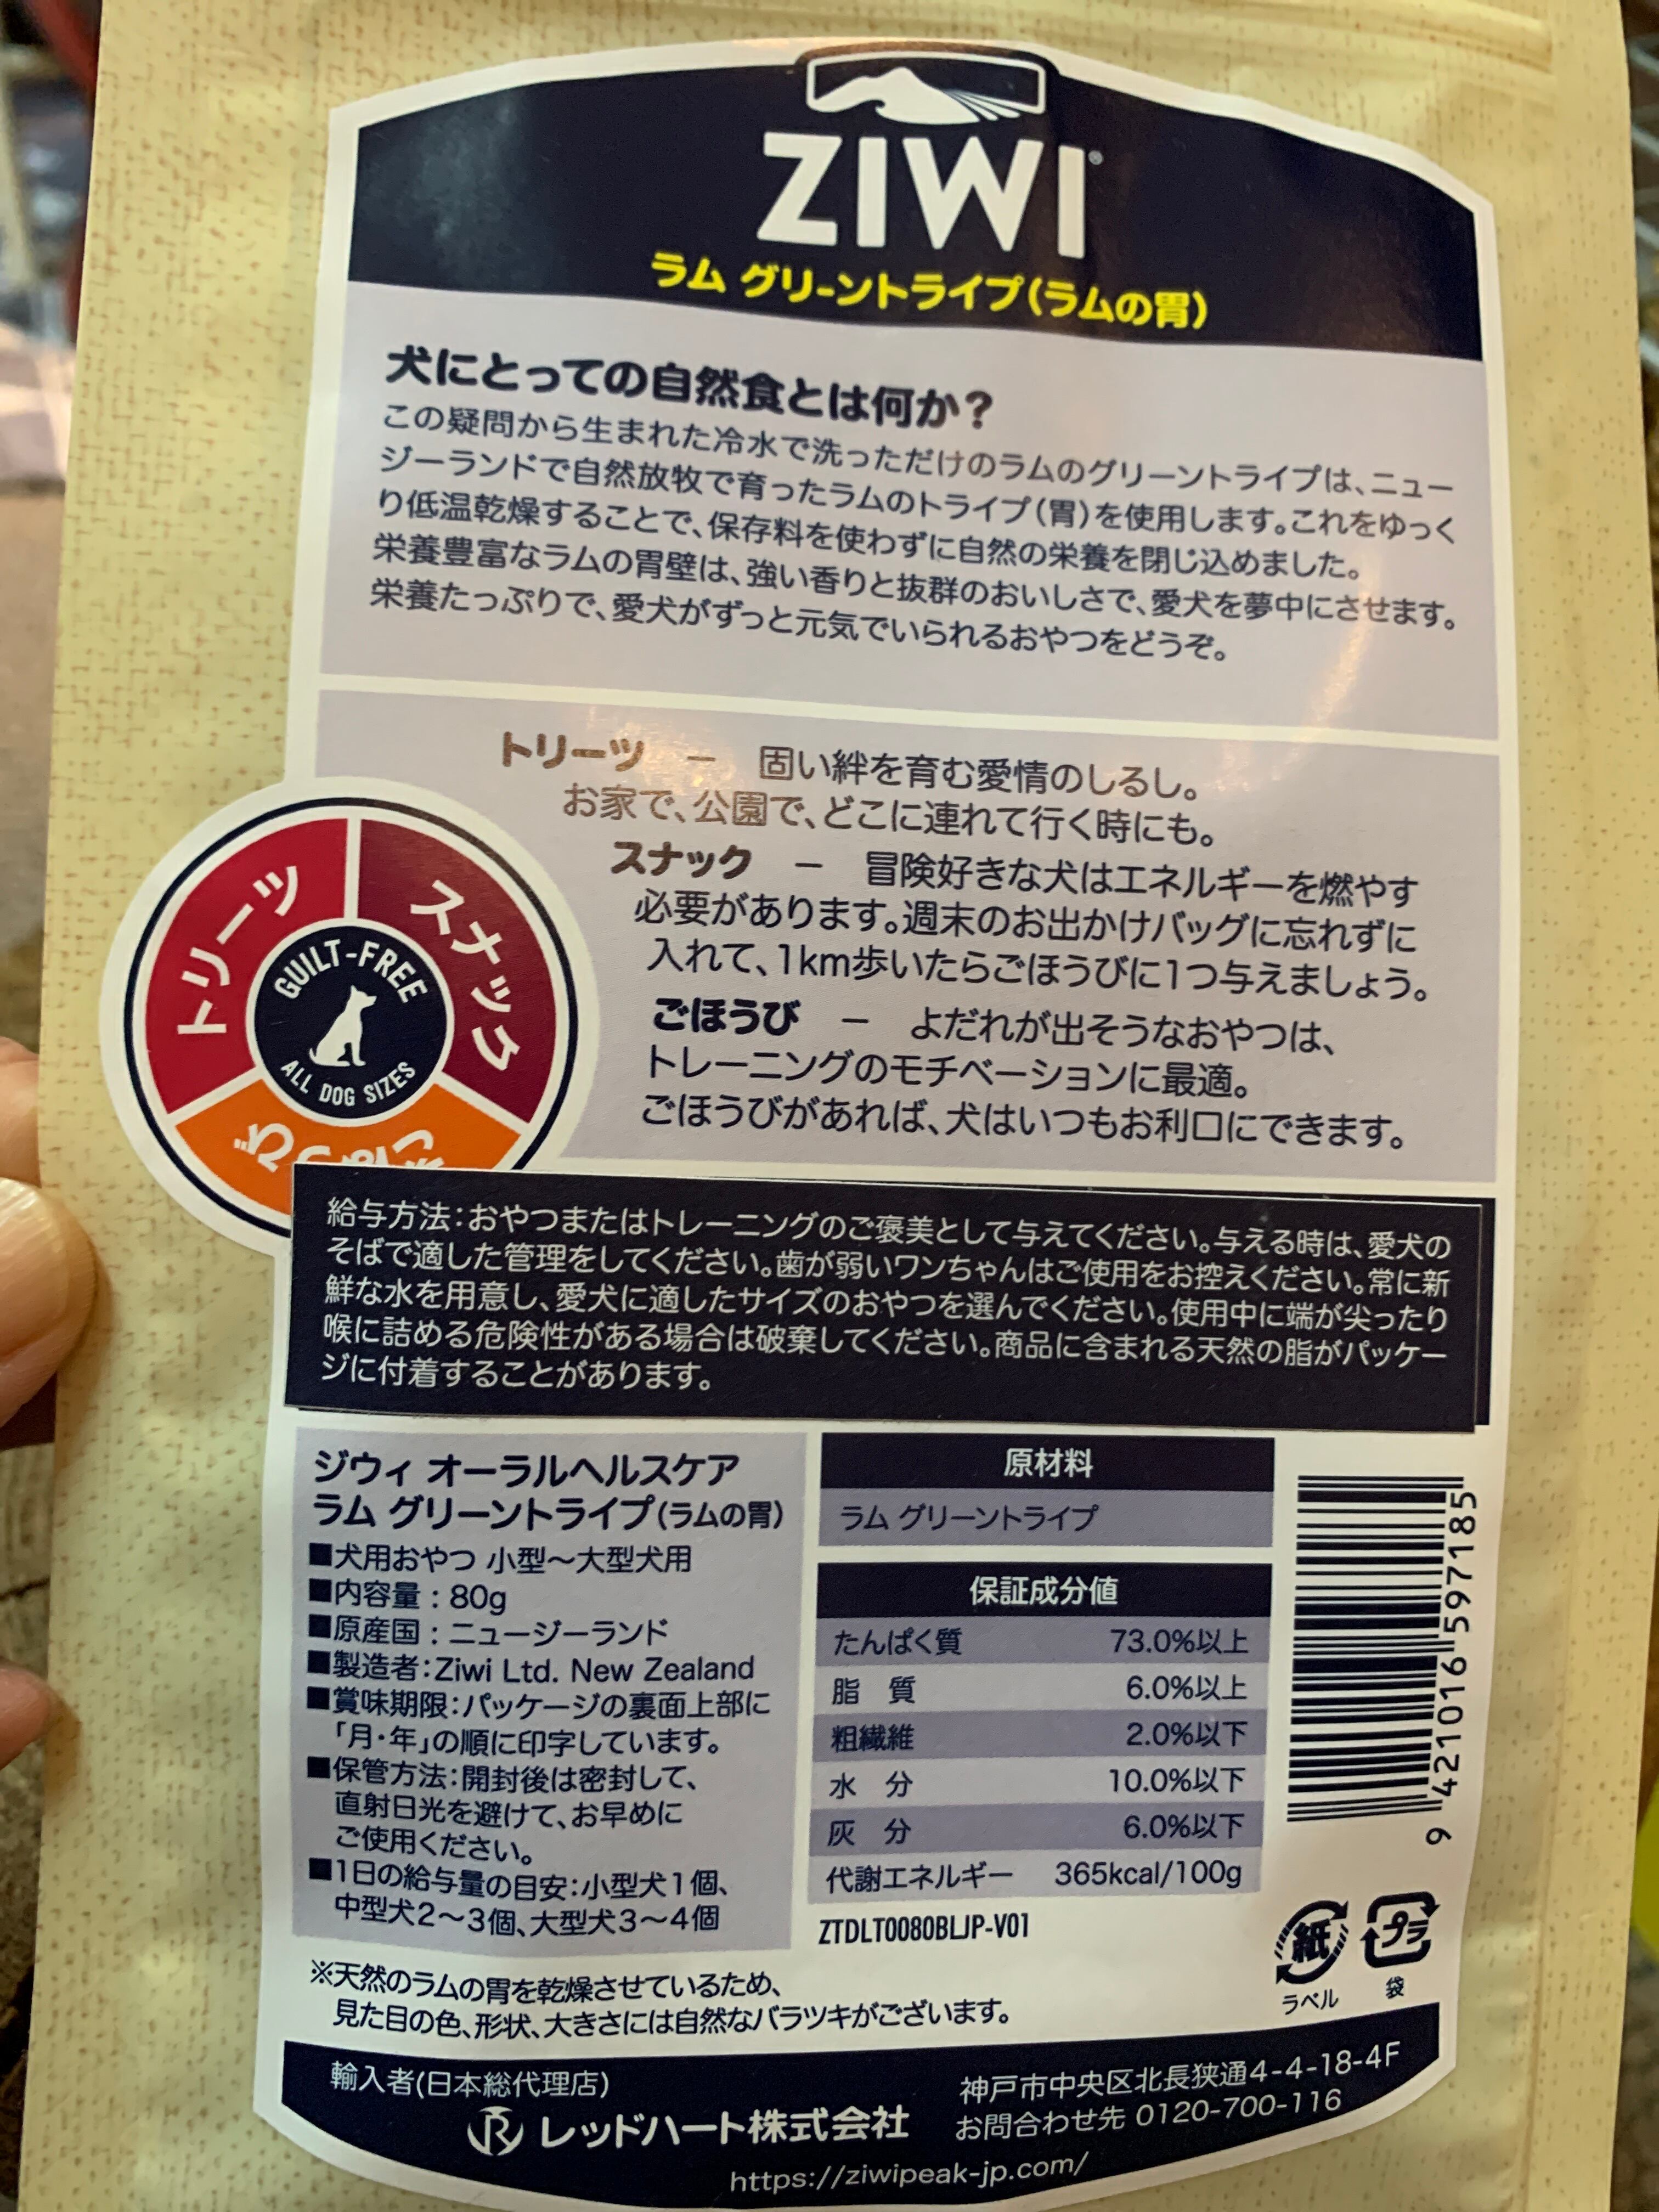 ZIWI®
ラム グリーントライプ(ラムの胃)
犬にとっての自然食とは何か?
この疑問から生まれた冷水で洗っただけのラムのグリーントライプは、ニュー
ジーランドで自然放牧で育ったラムのトライプ(胃)を使用します。これをゆっく
り低温乾燥することで、保存料を使わずに自然の栄養を閉じ込めました。
栄養豊富なラムの胃壁は、強い香りと抜群のおいしさで、愛犬を夢中にさせます。
栄養たっぷりで、愛犬がずっと元気でいられるおやつをどうぞ。
トリーツ － 固い絆を育む愛情のしるし。
お家で、公園で、どこに連れて行く時にも。
スナック － 冒険好きな犬はエネルギーを燃やす
必要があります。週末のお出かけバッグに忘れずに
入れて、1km歩いたらごほうびに1つ与えましょう。
ごほうび － よだれが出そうなおやつは、
トレーニングのモチベーションに最適。
ごほうびがあれば、犬はいつもお利口にできます。
トリーツ
スナック
ごほうび
GUILT-FREE
ALL DOG SIZES
給与方法:おやつまたはトレーニングのご褒美として与えてください。与える時は、愛犬の
そばで適した管理をしてください。歯が弱いワンちゃんはご使用をお控えください。常に新
鮮な水を用意し、愛犬に適したサイズのおやつを選んでください。使用中に端が尖ったり
喉に詰める危険性がある場合は破棄してください。商品に含まれる天然の脂がパッケー
ジに付着することがあります。
ジウィ オーラルヘルスケア
ラム グリーントライプ(ラムの胃)
■犬用おやつ 小型～大型犬用
■内容量:80g
■原産国:ニュージーランド
■製造者:Ziwi Ltd. New Zealand
■賞味期限:パッケージの裏面上部に
「月・年」の順に印字しています。
■保管方法:開封後は密封して、
直射日光を避けて、お早めに
ご使用ください。
■1日の給与量の目安:小型犬1個、
中型犬2～3個、大型犬3～4個
原材料
ラム グリーントライプ
保証成分値
たんぱく質 73.0%以上
脂 質 6.0%以上
粗繊維 2.0%以下
水 分 10.0%以下
灰 分 6.0%以下
代謝エネルギー 365kcal/100g
ZTDLT0080BLJP-V01
9 421016 597185
紙
ラベル
プラ
袋
※天然のラムの胃を乾燥させているため、
見た目の色、形状、大きさには自然なバラツキがございます。
輸入者(日本総代理店)
レッドハート株式会社
神戸市中央区北長狭通4-4-18-4F
お問合わせ先 0120-700-116
https://ziwipeak-jp.com/